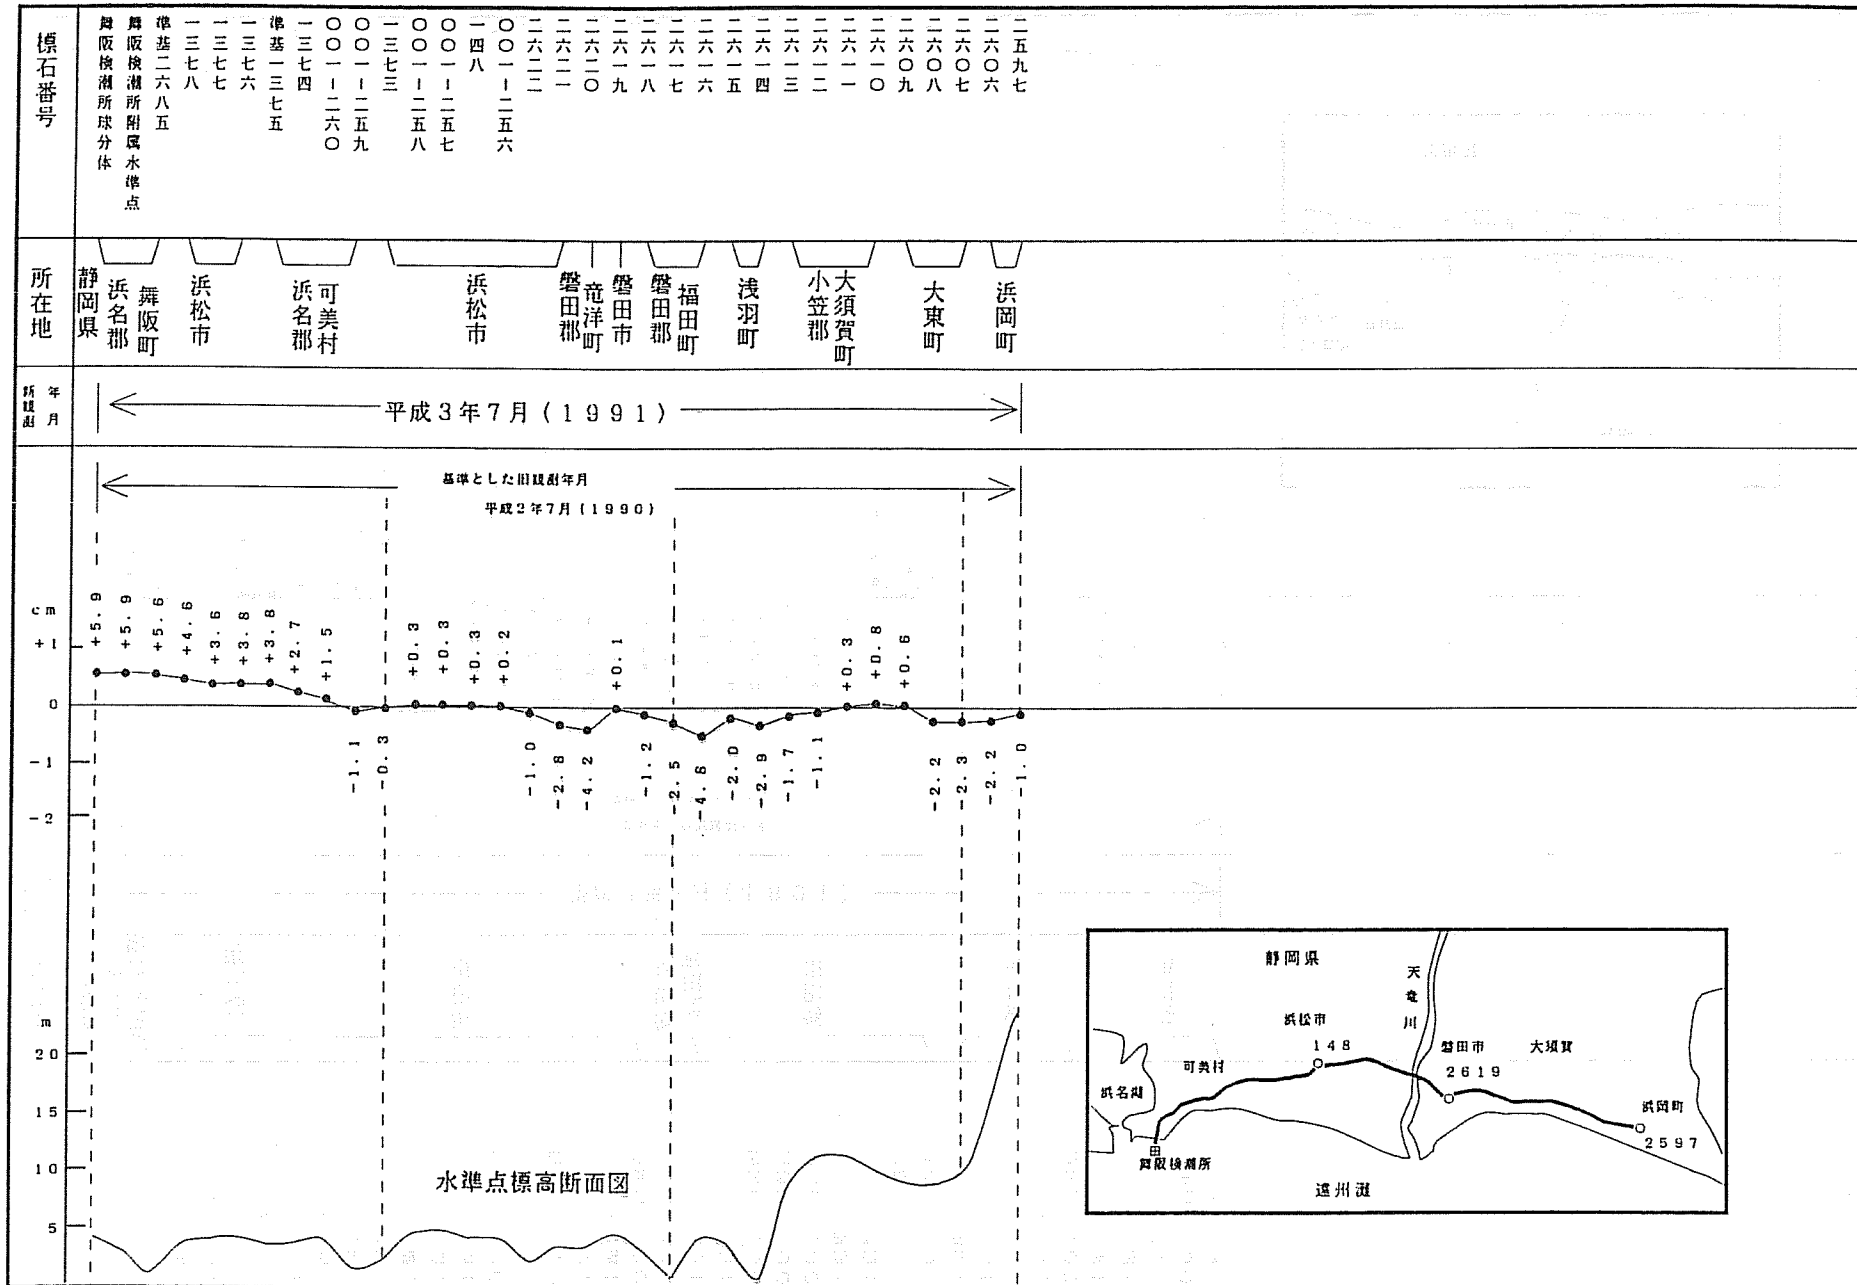 標石番号
舞阪検潮所球分体
舞阪検潮所附属水準点
準基二六八五
一三七八
一三七七
一三七六
準基一三七五
一三七四
〇〇一ー二六〇
〇〇一ー二五九
一三七三
〇〇一ー二五八
〇〇一ー二五七
一四八
〇〇一ー二五六
二六二二
二六二一
二六二〇
二六一九
二六一八
二六一七
二六一六
二六一五
二六一四
二六一三
二六一二
二六一一
二六一〇
二六〇九
二六〇八
二六〇七
二六〇六
二五九七
所在地
静岡県
浜名郡
舞阪町
浜松市
浜名郡
可美村
浜松市
磐田郡
竜洋町
磐田市
磐田郡
福田町
浅羽町
小笠郡
大須賀町
大東町
浜岡町
新観測
年月
平成3年7月(1991)
基準とした旧観測年月
平成2年7月(1990)
cm
+1
0
-1
-2
+5.9
+5.9
+5.6
+4.6
+3.6
+3.8
+3.8
+2.7
+1.5
-1.1
-0.3
+0.3
+0.3
+0.3
+0.2
-1.0
-2.8
-4.2
+0.1
-1.2
-2.5
-4.8
-2.0
-2.9
-1.7
-1.1
+0.3
+0.8
+0.6
-2.2
-2.3
-2.2
-1.0
m
20
15
10
5
水準点標高断面図
静岡県
天竜川
浜松市
148
磐田市
2619
大須賀
可美村
浜名湖
浜岡町
2597
舞阪検潮所
遠州灘